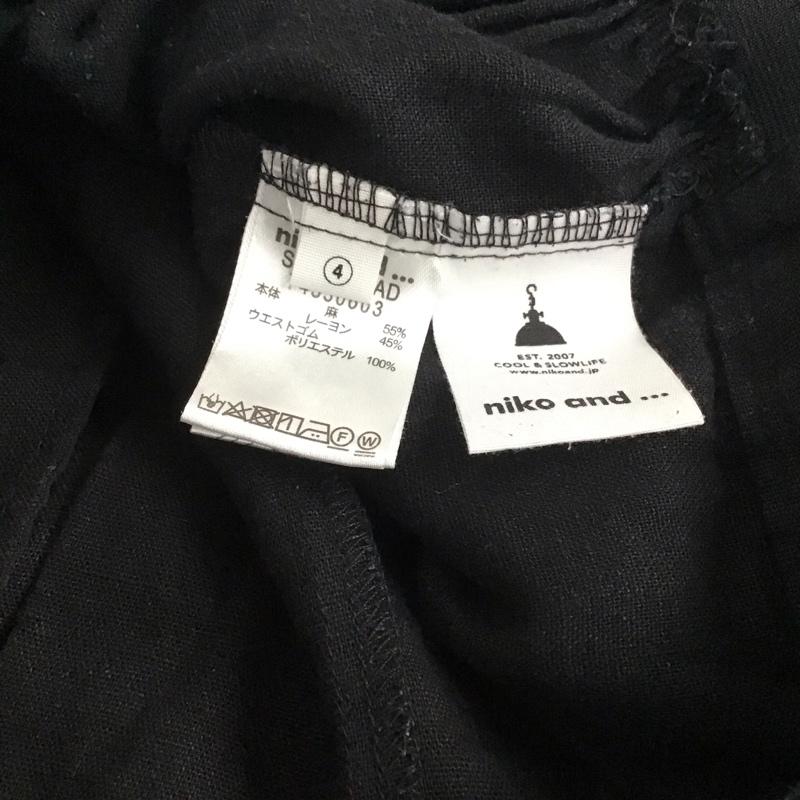 ④
...
AD
本体
麻 55%
レーヨン 45%
ウエストゴム
ポリエステル 100%
F W
EST. 2007
COOL & SLOWLIFE
www.nikoand.jp
niko and ...